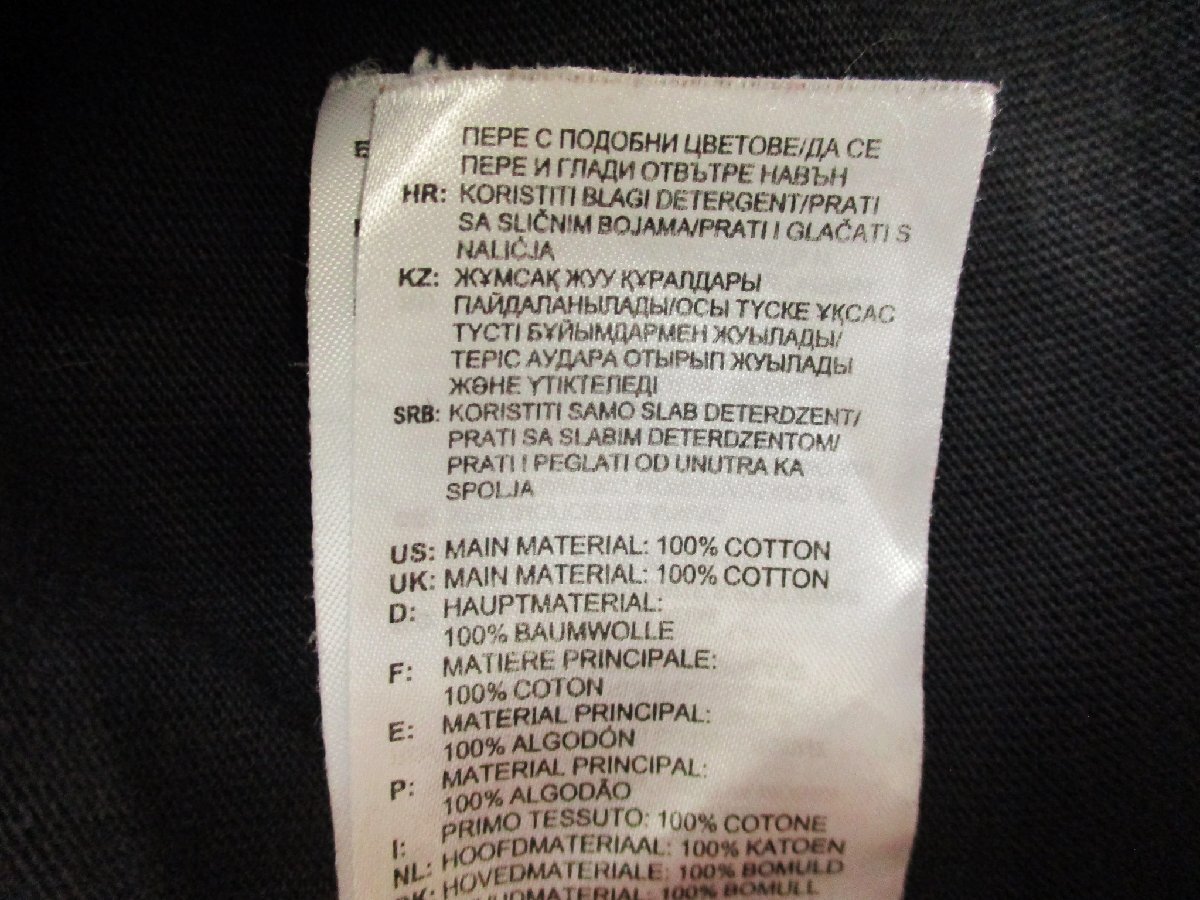 ПЕРЕ С ПОДОБНИ ЦВЕТОВЕ/ДА СЕ
ПЕРЕ И ГЛАДИ ОТВЪТРЕ НАВЪН
HR: KORISTITI BLAGI DETERGENT/PRATI
SA SLIČNIM BOJAMA/PRATI I GLAČATI S
NALIČJA
KZ: ЖҰМСАҚ ЖУУ ҚҰРАЛДАРЫ
ПАЙДАЛАНЫЛАДЫ/ОСЫ ТҮСКЕ ҰҚСАС
ТҮСТІ БҰЙЫМДАРМЕН ЖУЫЛАДЫ/
ТЕРІС АУДАРА ОТЫРЫП ЖУЫЛАДЫ
ЖӘНЕ ҮТІКТЕЛЕДІ
SRB: KORISTITI SAMO SLAB DETERDZENT/
PRATI SA SLABIM DETERDZENTOM/
PRATI I PEGLATI OD UNUTRA KA
SPOLJA
US: MAIN MATERIAL: 100% COTTON
UK: MAIN MATERIAL: 100% COTTON
D: HAUPTMATERIAL:
100% BAUMWOLLE
F: MATIERE PRINCIPALE:
100% COTON
E: MATERIAL PRINCIPAL:
100% ALGODÓN
P: MATERIAL PRINCIPAL:
100% ALGODÃO
I: PRIMO TESSUTO: 100% COTONE
NL: HOOFDMATERIAAL: 100% KATOEN
DK: HOVEDMATERIALE: 100% BOMULD
100% BOMULL